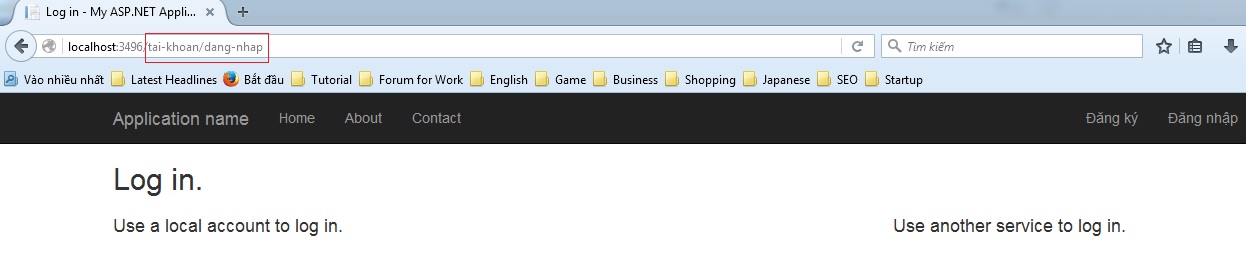 Log in - My ASP.NET Appli...
localhost:3496/tai-khoan/dang-nhap
Tìm kiếm
Vào nhiều nhất Latest Headlines Bắt đầu Tutorial Forum for Work English Game Business Shopping Japanese SEO Startup
Application name Home About Contact Đăng ký Đăng nhập
Log in.
Use a local account to log in. Use another service to log in.